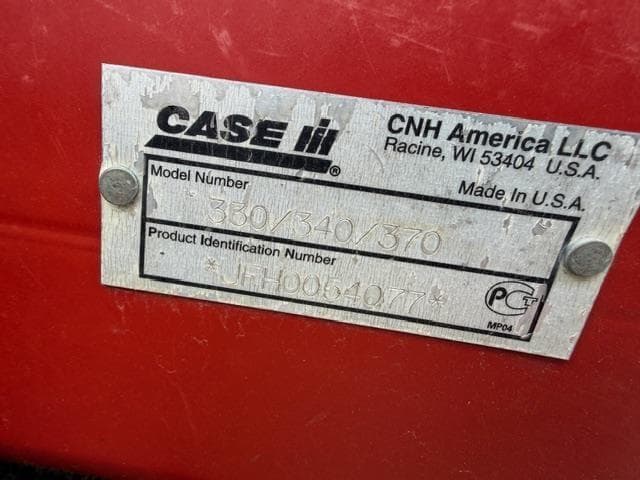 CASE IH ®
CNH America LLC
Racine, WI 53404 U.S.A.
Made in U.S.A.
Model Number
330/340/370
Product Identification Number
*JFH0054077*
PCT
MP04